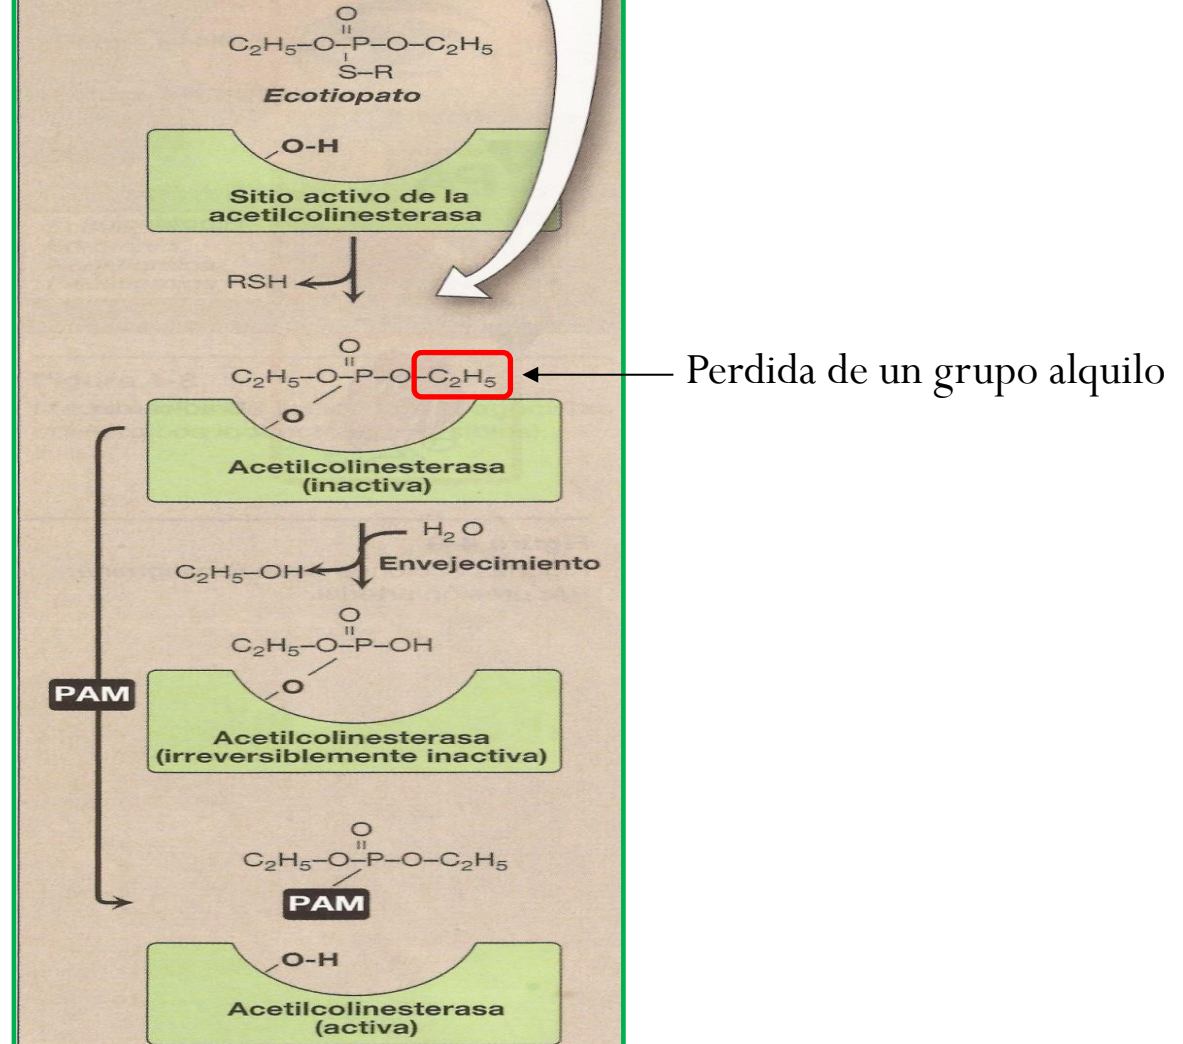 O
C2H5–O–P–O–C2H5
S–R
Ecotiopato
O-H
Sitio activo de la
acetilcolinesterasa
RSH
O
C2H5–O–P–O–C2H5
Perdida de un grupo alquilo
O
Acetilcolinesterasa
(inactiva)
H2O
Envejecimiento
C2H5–OH
O
C2H5–O–P–OH
O
PAM
Acetilcolinesterasa
(irreversiblemente inactiva)
O
C2H5–O–P–O–C2H5
PAM
O-H
Acetilcolinesterasa
(activa)